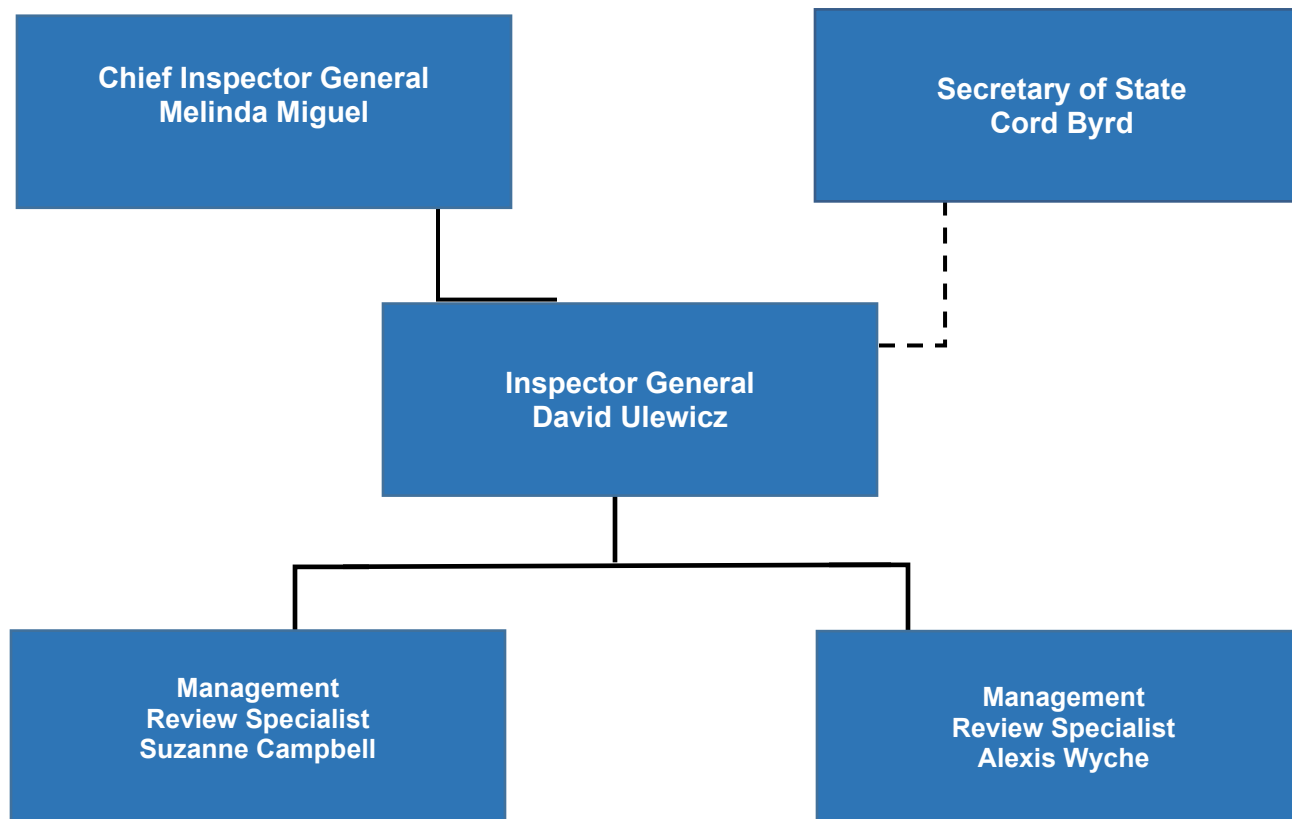 Chief Inspector General
Melinda Miguel
Secretary of State
Cord Byrd
Inspector General
David Ulewicz
Management
Review Specialist
Suzanne Campbell
Management
Review Specialist
Alexis Wyche